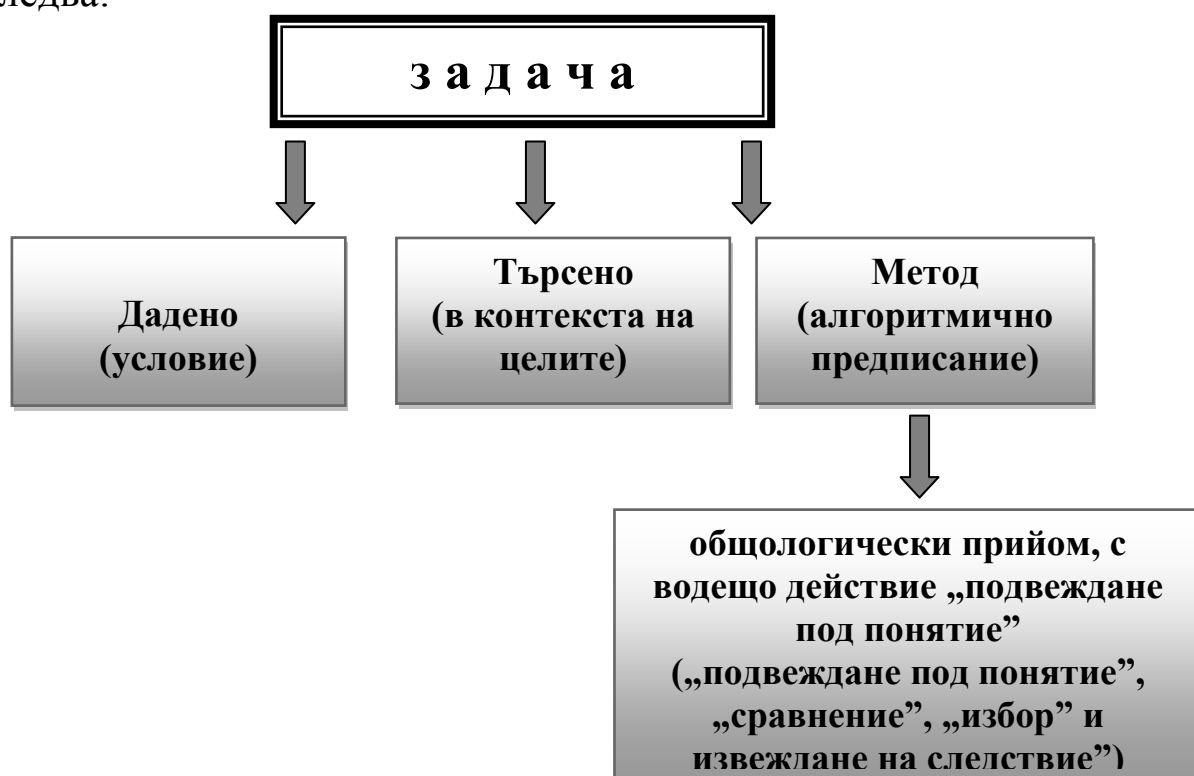 з а д а ч а
Дадено
(условие)
Търсено
(в контекста на
целите)
Метод
(алгоритмично
предписание)
общологически прийом, с
водещо действие „подвеждане
под понятие”
(„подвеждане под понятие”,
„сравнение”, „избор” и
извеждане на следствие”)